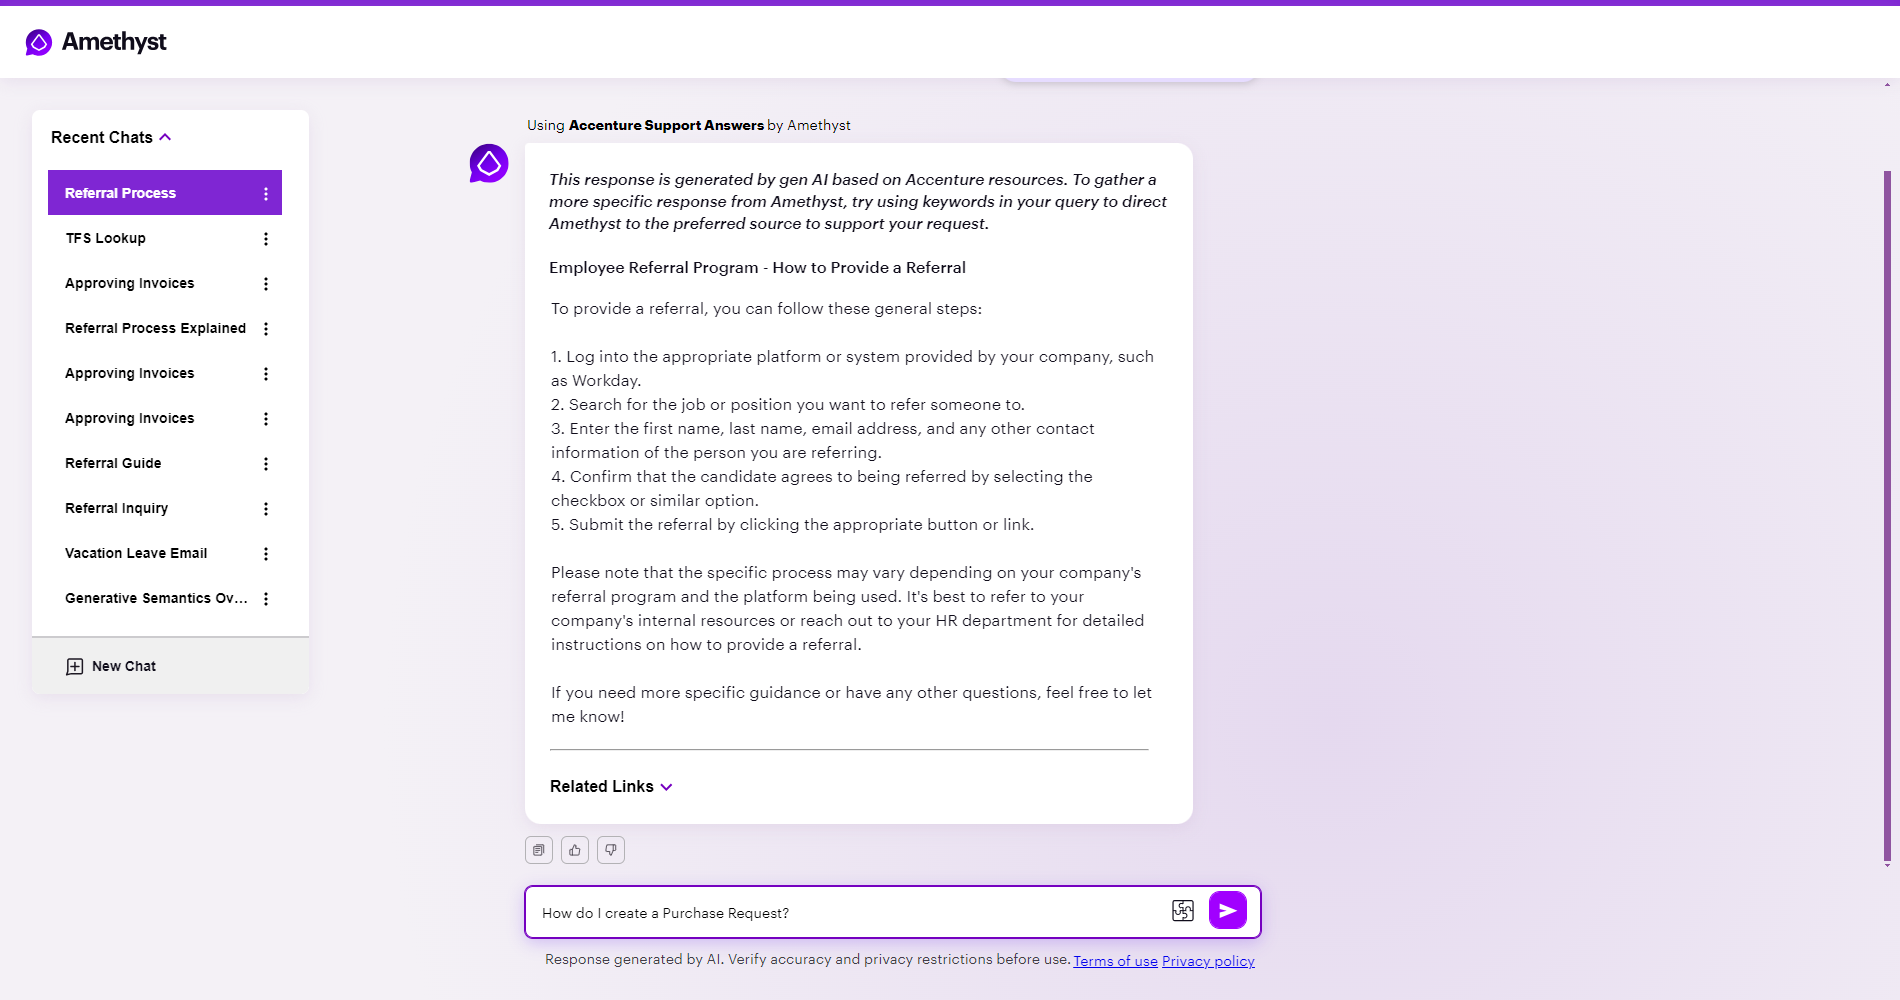 Amethyst
Recent Chats
Referral Process
TFS Lookup
Approving Invoices
Referral Process Explained
Approving Invoices
Approving Invoices
Referral Guide
Referral Inquiry
Vacation Leave Email
Generative Semantics Ov...
New Chat
Using Accenture Support Answers by Amethyst
This response is generated by gen AI based on Accenture resources. To gather a
more specific response from Amethyst, try using keywords in your query to direct
Amethyst to the preferred source to support your request.
Employee Referral Program - How to Provide a Referral
To provide a referral, you can follow these general steps:
1. Log into the appropriate platform or system provided by your company, such
as Workday.
2. Search for the job or position you want to refer someone to.
3. Enter the first name, last name, email address, and any other contact
information of the person you are referring.
4. Confirm that the candidate agrees to being referred by selecting the
checkbox or similar option.
5. Submit the referral by clicking the appropriate button or link.
Please note that the specific process may vary depending on your company's
referral program and the platform being used. It's best to refer to your
company's internal resources or reach out to your HR department for detailed
instructions on how to provide a referral.
If you need more specific guidance or have any other questions, feel free to let
me know!
Related Links
How do I create a Purchase Request?
Response generated by AI. Verify accuracy and privacy restrictions before use. Terms of use Privacy policy